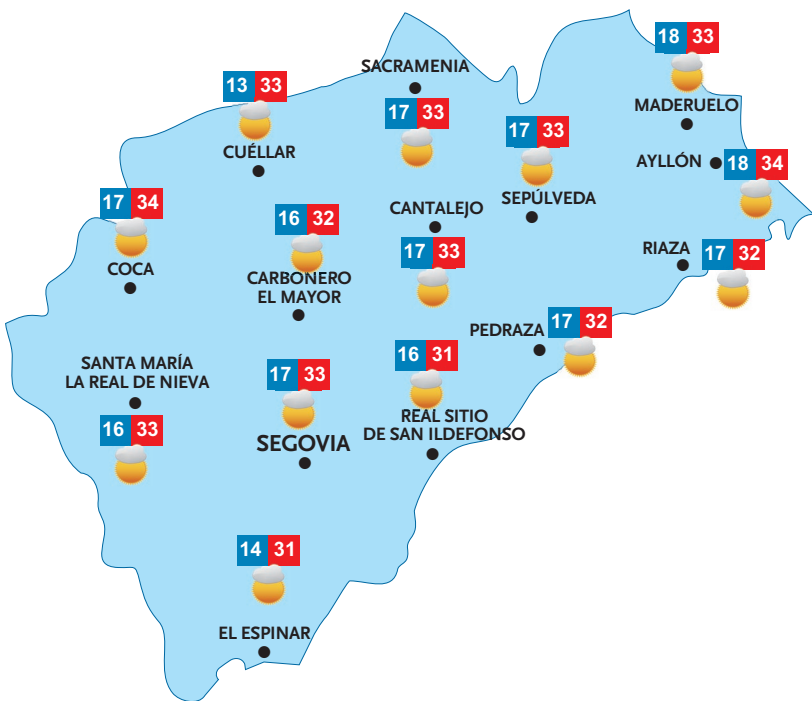 18 33
MADERUELO
SACRAMENIA
17 33
13 33
CUÉLLAR
17 33
SEPÚLVEDA
AYLLÓN
18 34
17 34
COCA
16 32
CARBONERO
EL MAYOR
CANTALEJO
17 33
RIAZA
17 32
PEDRAZA
17 32
SANTA MARÍA
LA REAL DE NIEVA
16 33
17 33
SEGOVIA
16 31
REAL SITIO
DE SAN ILDEFONSO
14 31
EL ESPINAR